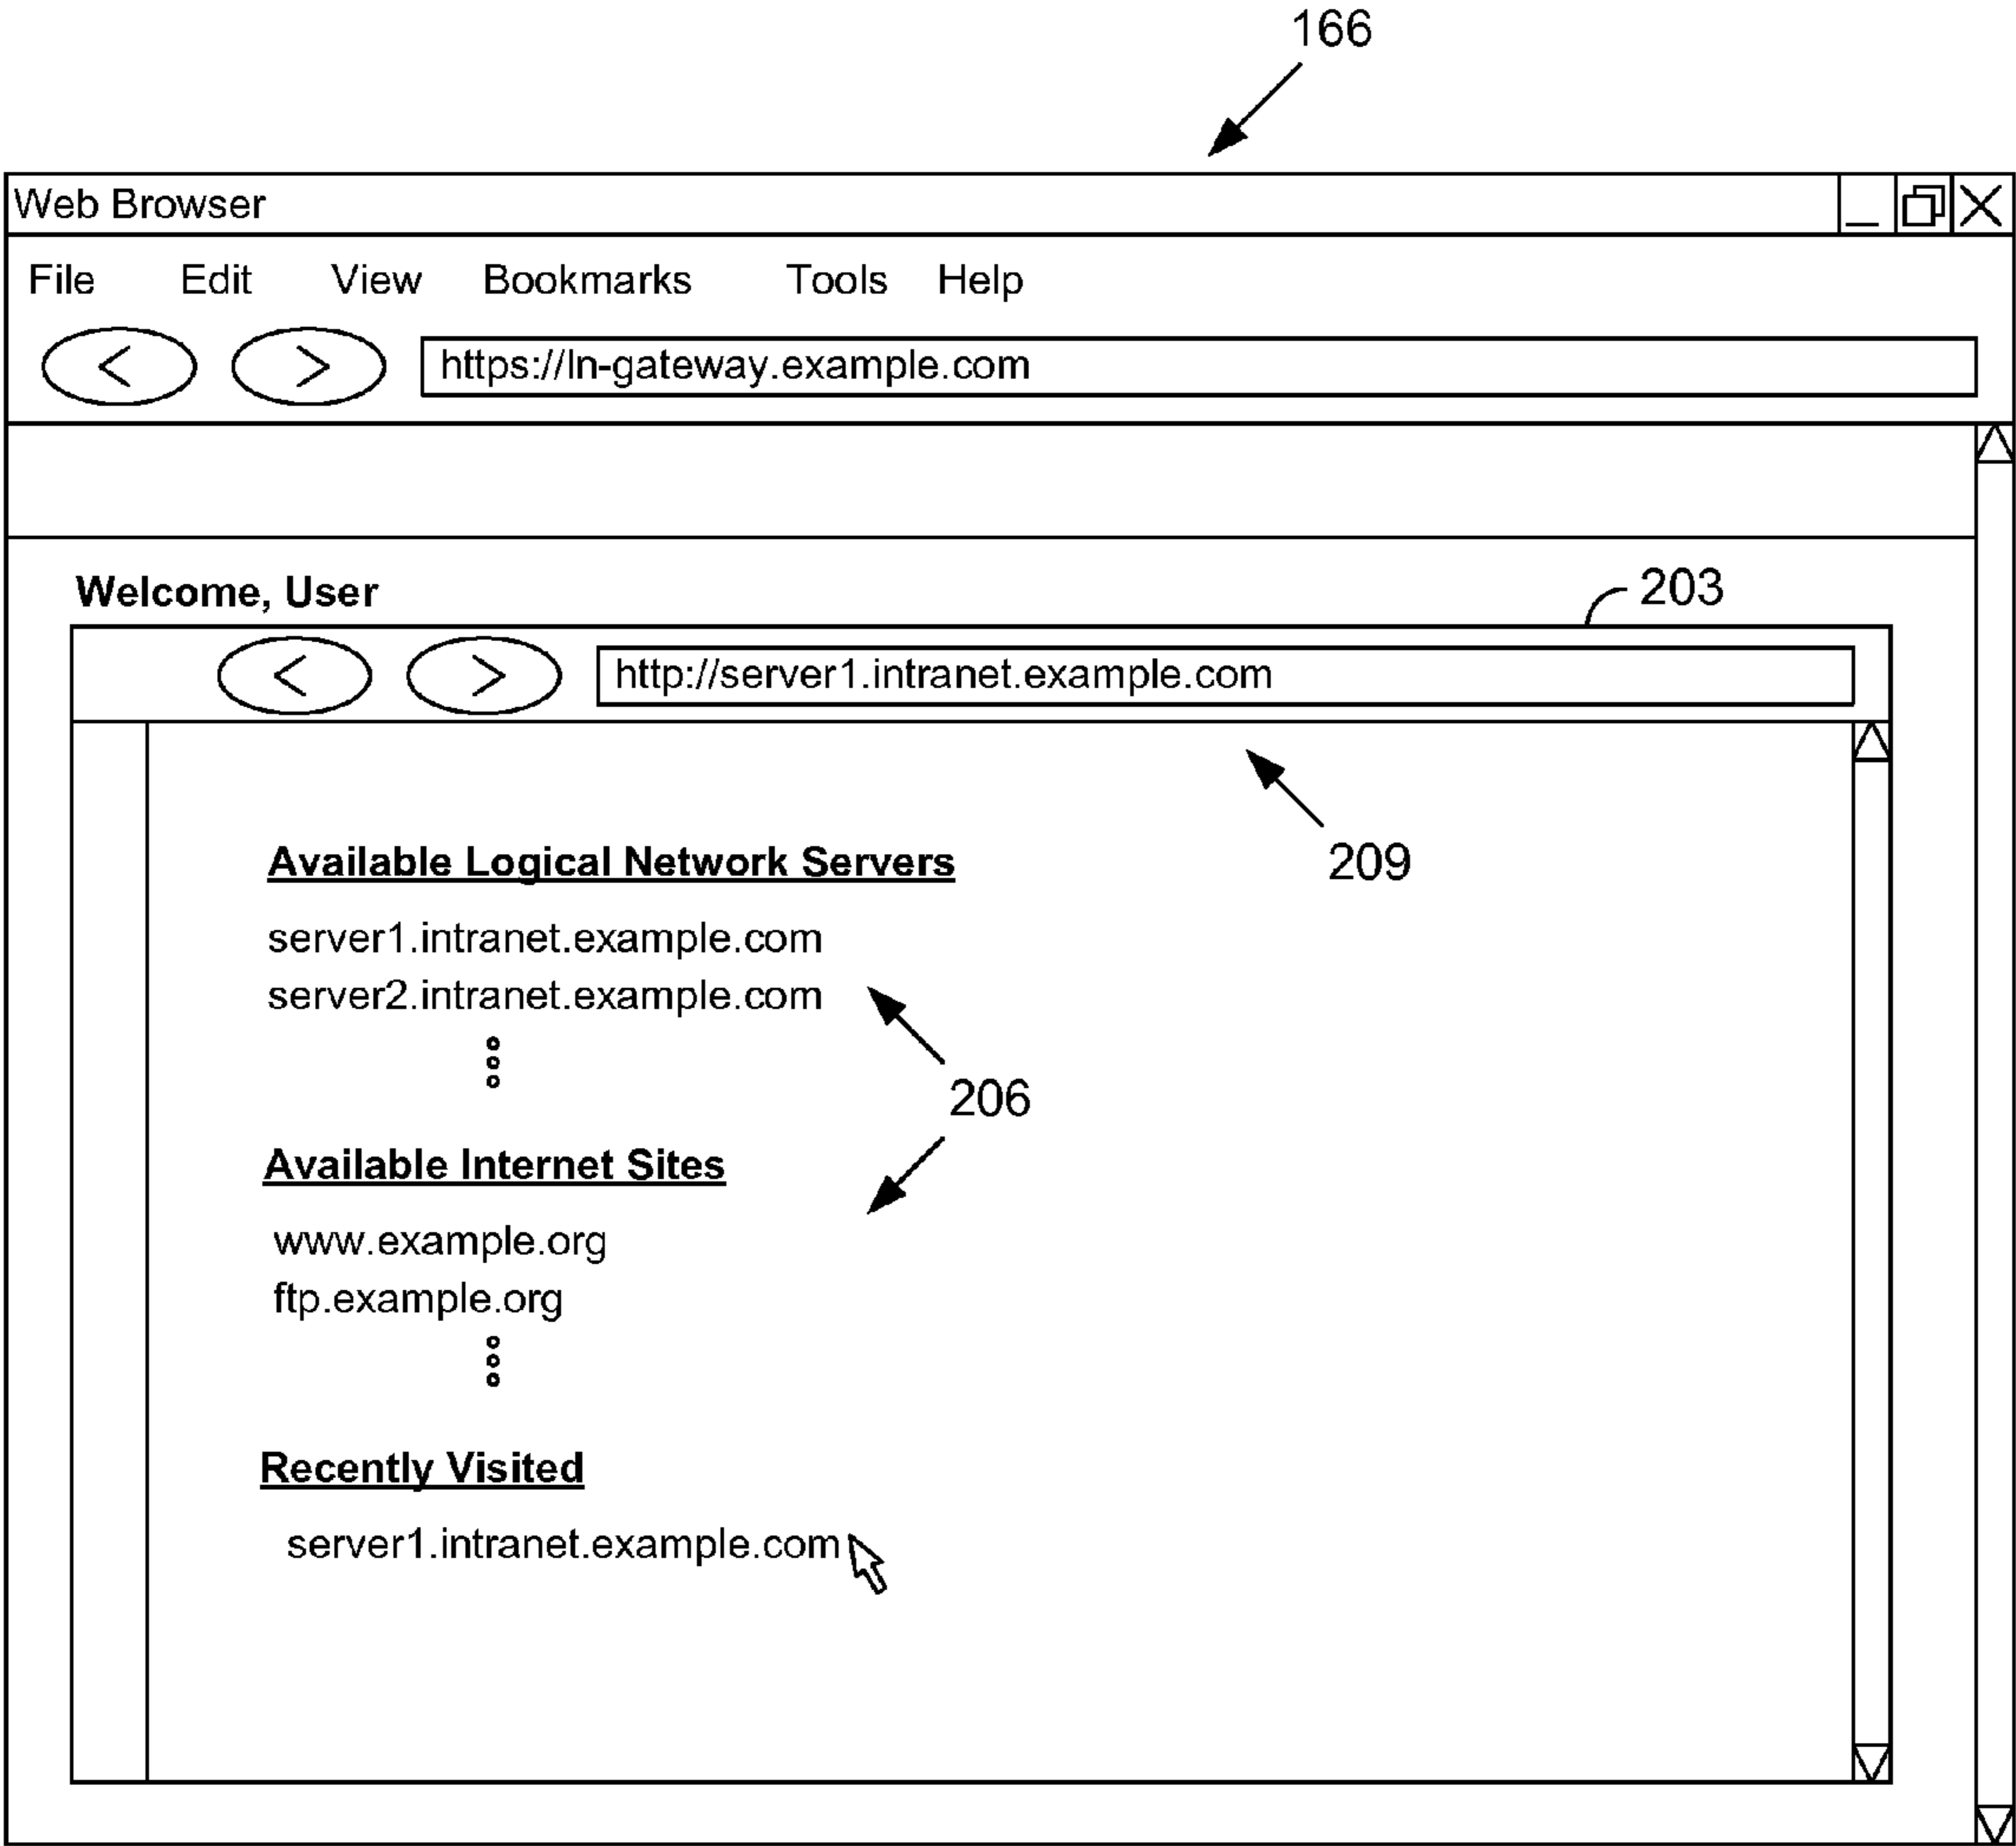 166
Web Browser
File Edit View Bookmarks Tools Help
< > https://ln-gateway.example.com
Welcome, User
203
< > http://server1.intranet.example.com
209
Available Logical Network Servers
server1.intranet.example.com
server2.intranet.example.com
206
Available Internet Sites
www.example.org
ftp.example.org
Recently Visited
server1.intranet.example.com